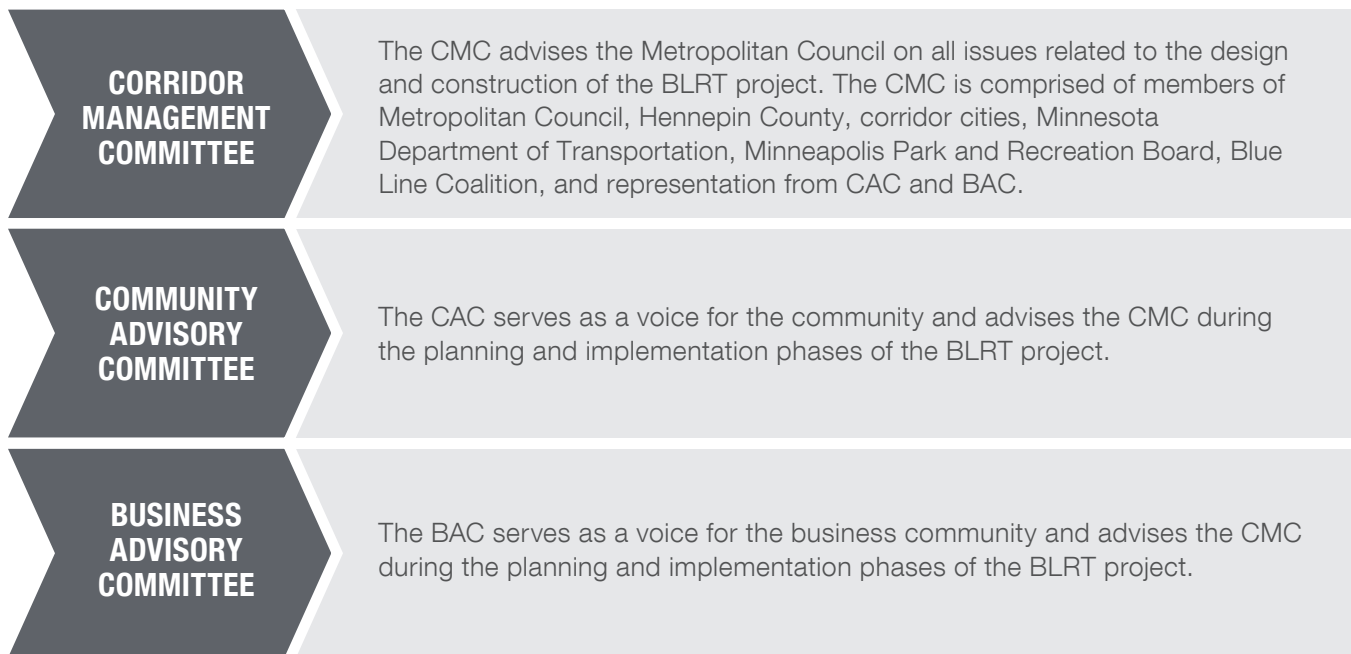 CORRIDOR
MANAGEMENT
COMMITTEE
The CMC advises the Metropolitan Council on all issues related to the design
and construction of the BLRT project. The CMC is comprised of members of
Metropolitan Council, Hennepin County, corridor cities, Minnesota
Department of Transportation, Minneapolis Park and Recreation Board, Blue
Line Coalition, and representation from CAC and BAC.
COMMUNITY
ADVISORY
COMMITTEE
The CAC serves as a voice for the community and advises the CMC during
the planning and implementation phases of the BLRT project.
BUSINESS
ADVISORY
COMMITTEE
The BAC serves as a voice for the business community and advises the CMC
during the planning and implementation phases of the BLRT project.